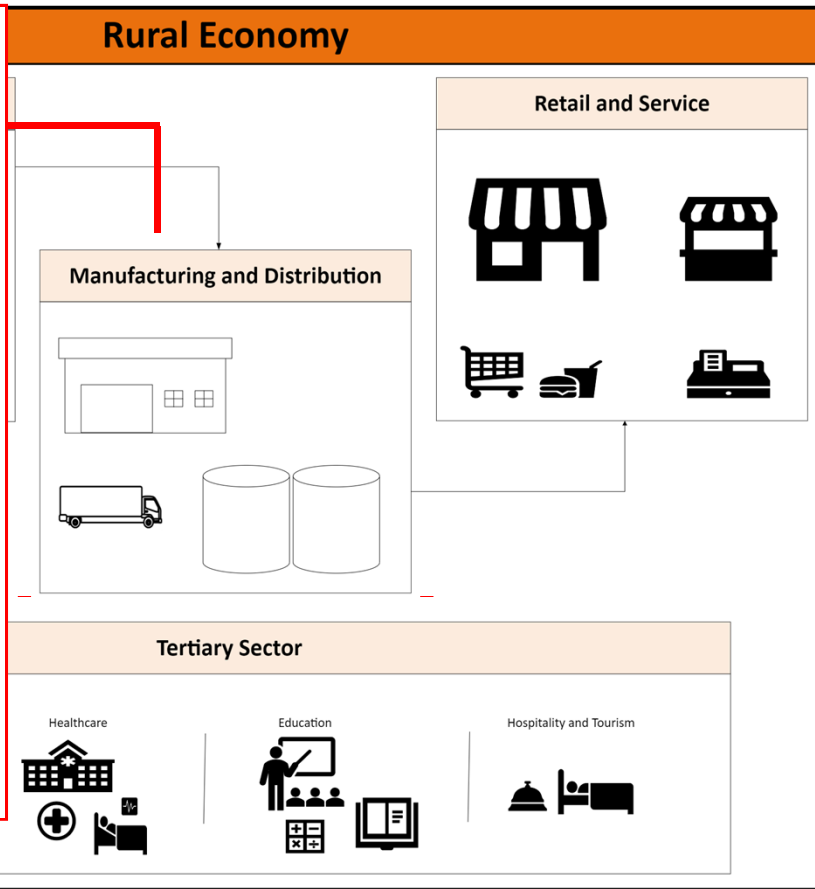 Rural Economy
Retail and Service
Manufacturing and Distribution
Tertiary Sector
Healthcare
Education
Hospitality and Tourism